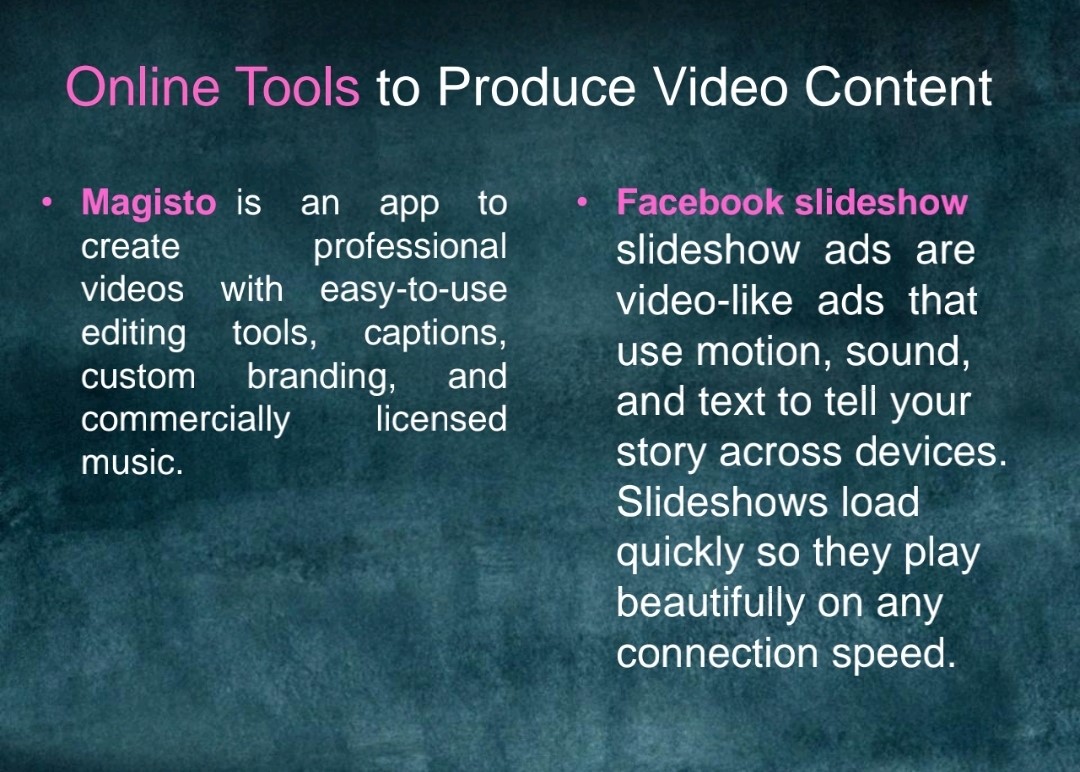 Online Tools to Produce Video Content
• Magisto is an app to
create professional
videos with easy-to-use
editing tools, captions,
custom branding, and
commercially licensed
music.
• Facebook slideshow
slideshow ads are
video-like ads that
use motion, sound,
and text to tell your
story across devices.
Slideshows load
quickly so they play
beautifully on any
connection speed.